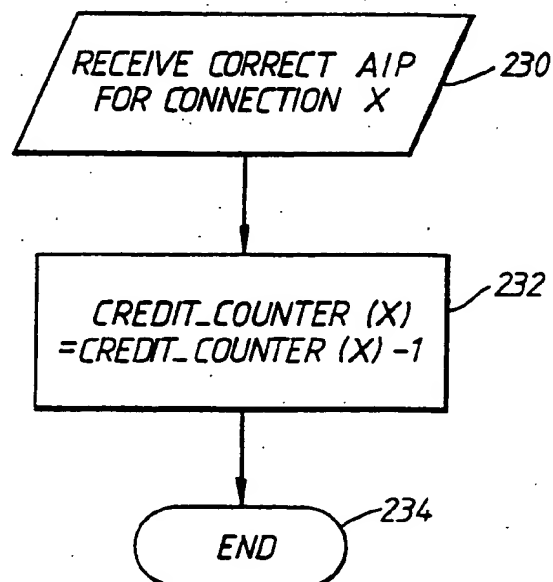 RECEIVE CORRECT AIP
FOR CONNECTION X
230
CREDIT_COUNTER (X)
=CREDIT_COUNTER (X) -1
232
END
234